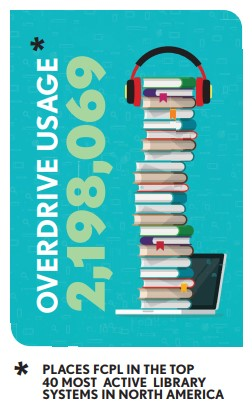 OVERDRIVE USAGE*
2,198,069
* PLACES FCPL IN THE TOP
40 MOST ACTIVE LIBRARY
SYSTEMS IN NORTH AMERICA